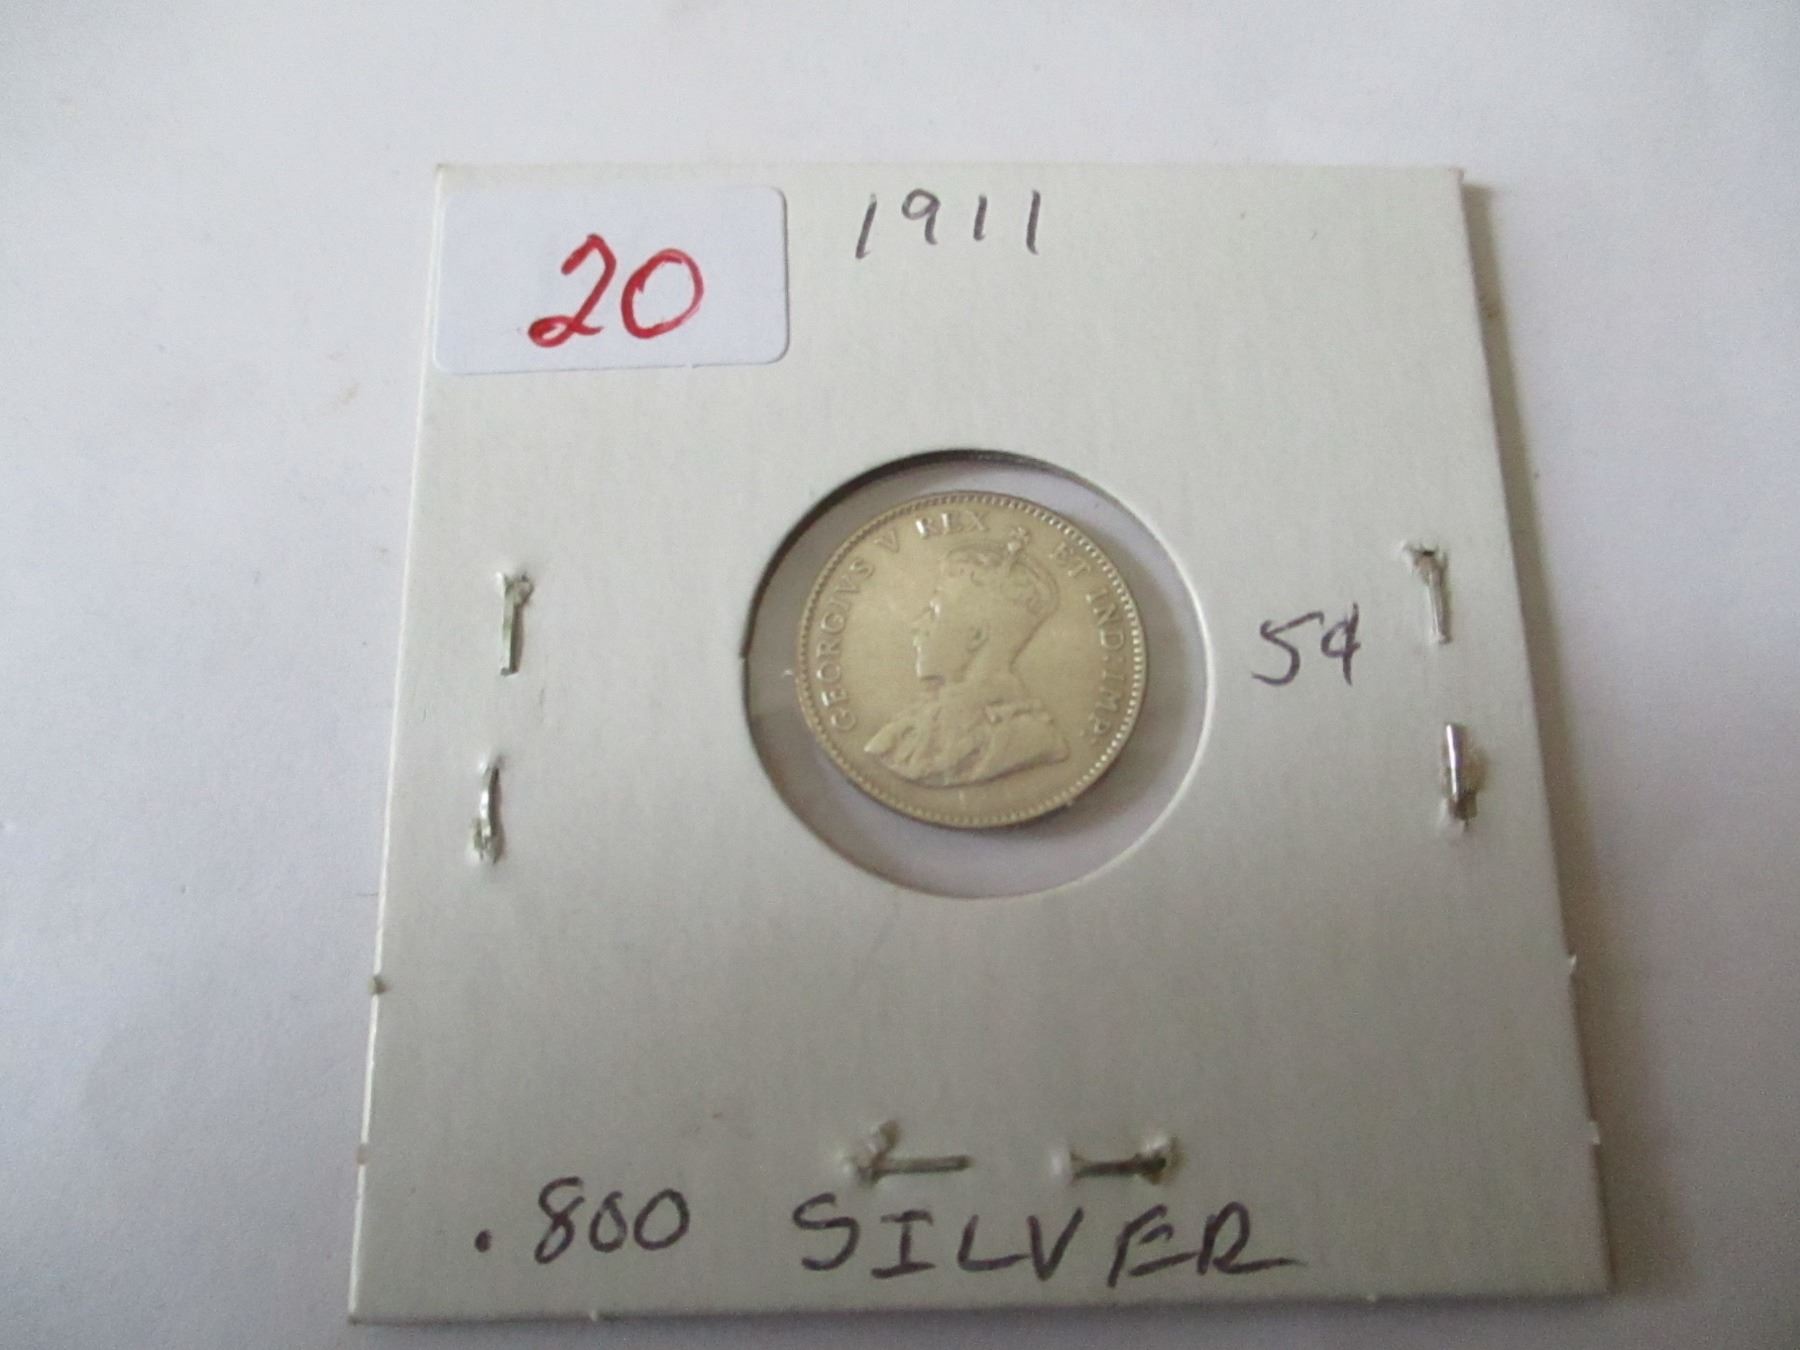 20
1911
GEORGIVS V REX ET IND:IMP:
5¢
.800 SILVER